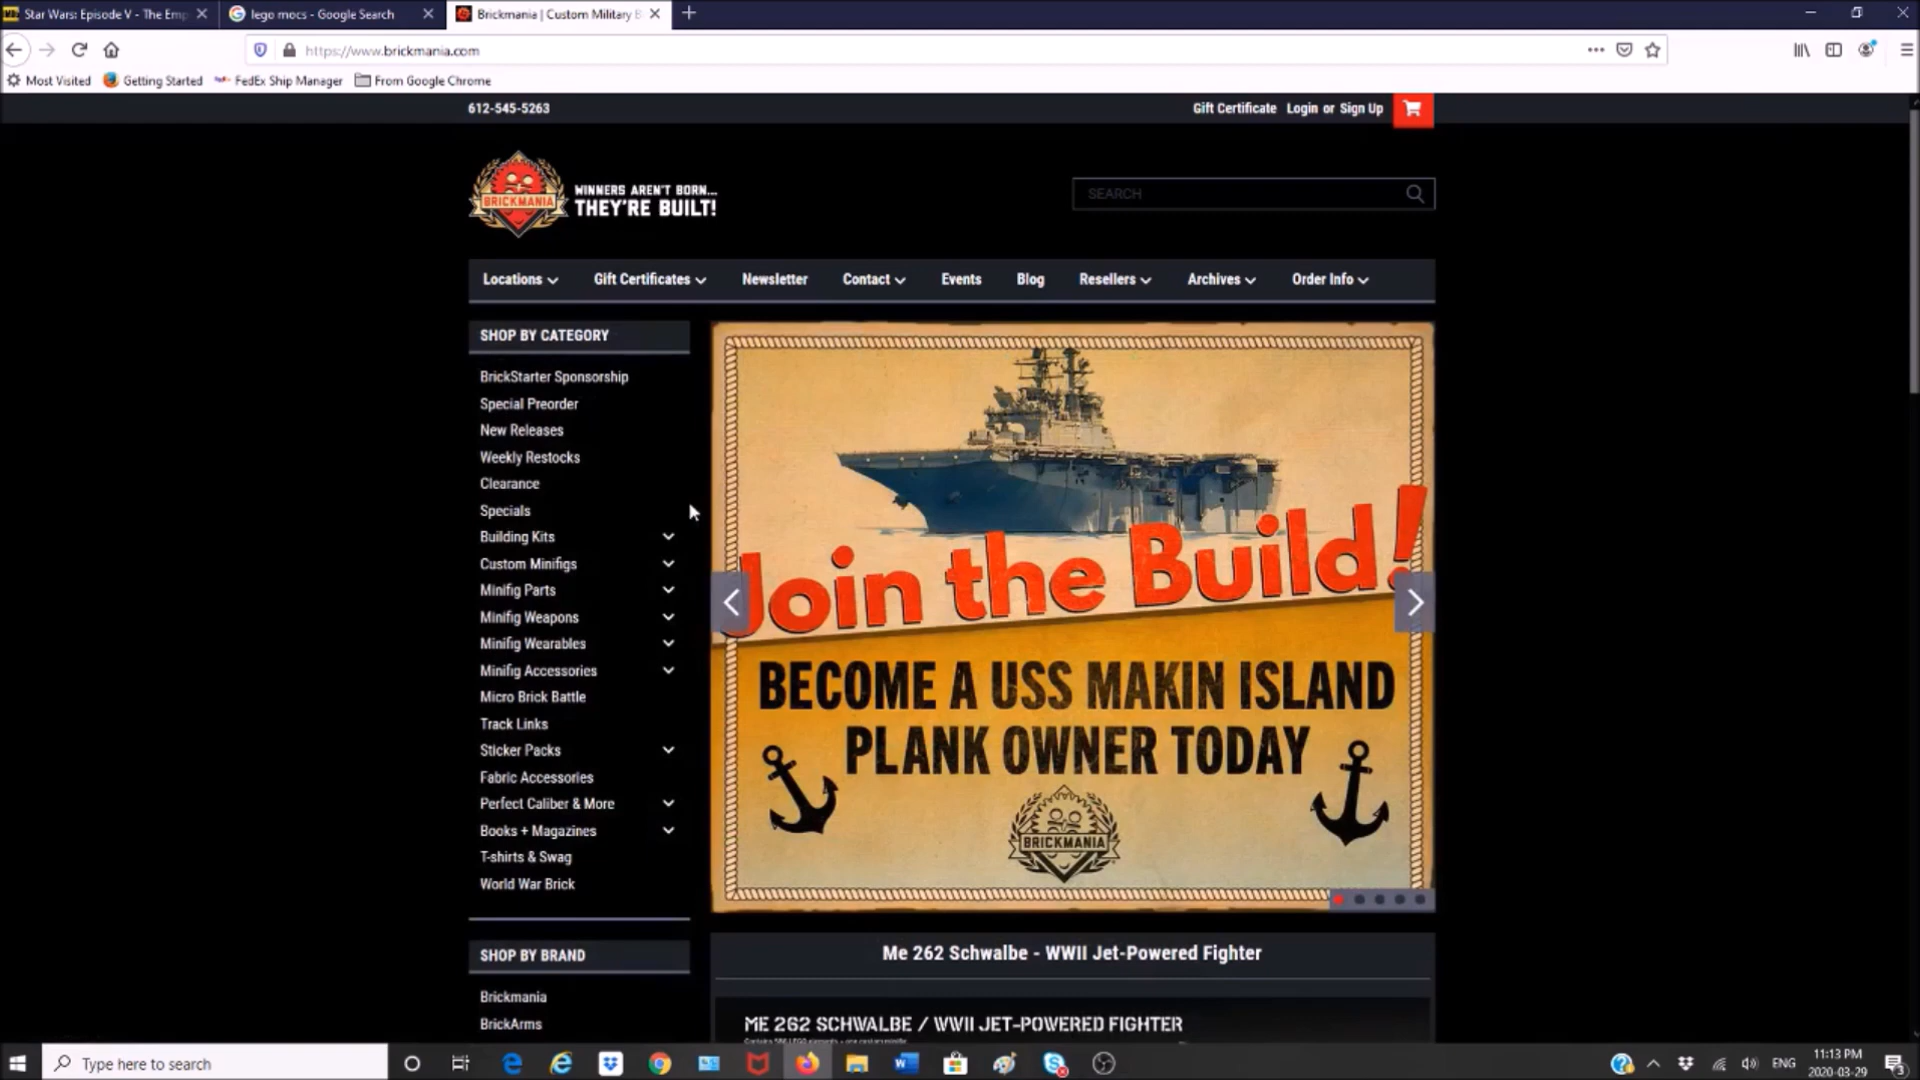 Star Wars: Episode V - The Emp
lego mocs - Google Search
Brickmania | Custom Military B
https://www.brickmania.com
Most Visited
Getting Started
FedEx Ship Manager
From Google Chrome
612-545-5263
Gift Certificate Login or Sign Up
BRICKMANIA
WINNERS AREN'T BORN...
THEY'RE BUILT!
SEARCH
Locations
Gift Certificates
Newsletter
Contact
Events
Blog
Resellers
Archives
Order Info
SHOP BY CATEGORY
BrickStarter Sponsorship
Special Preorder
New Releases
Weekly Restocks
Clearance
Specials
Building Kits
Custom Minifigs
Minifig Parts
Minifig Weapons
Minifig Wearables
Minifig Accessories
Micro Brick Battle
Track Links
Sticker Packs
Fabric Accessories
Perfect Caliber & More
Books + Magazines
T-shirts & Swag
World War Brick
SHOP BY BRAND
Brickmania
BrickArms
Join the Build!
BECOME A USS MAKIN ISLAND
PLANK OWNER TODAY
BRICKMANIA
Me 262 Schwalbe - WWII Jet-Powered Fighter
ME 262 SCHWALBE / WWII JET-POWERED FIGHTER
Type here to search
ENG
11:13 PM
2020-03-29
3